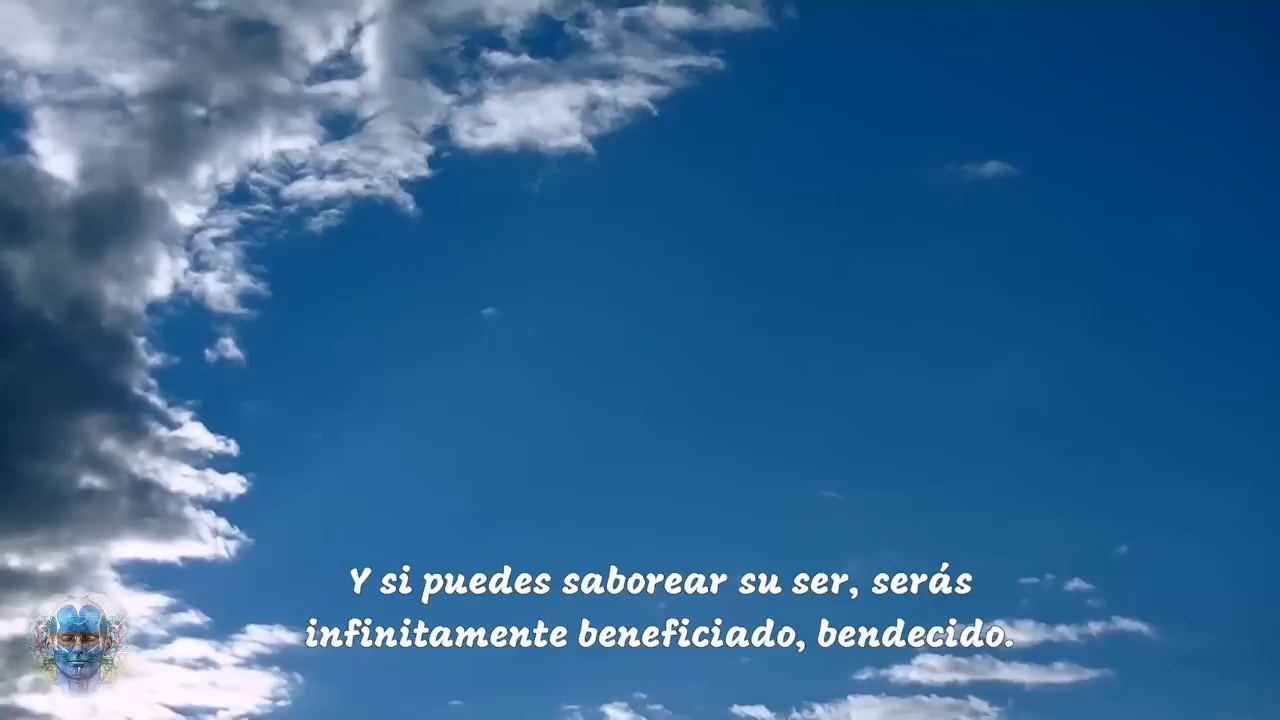 Y si puedes saborear su ser, serás
infinitamente beneficiado, bendecido.